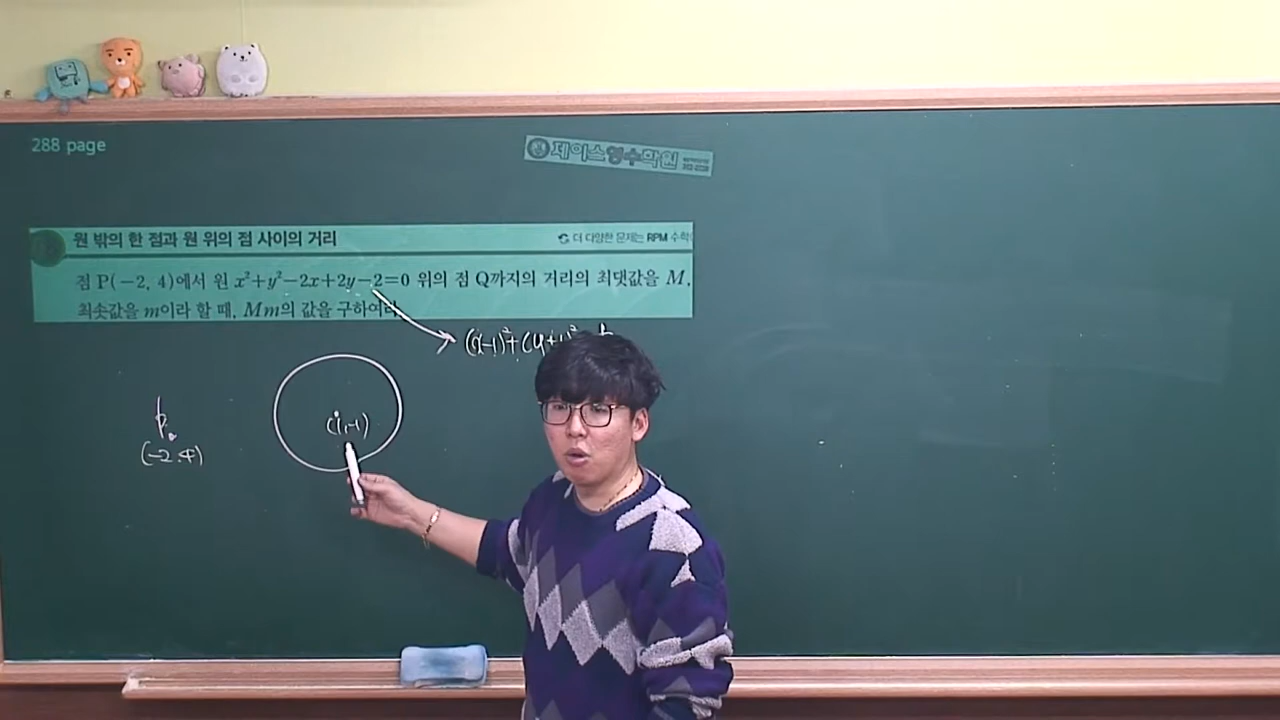 288 page
제이스영수학원
원 밖의 한 점과 원 위의 점 사이의 거리
더 다양한 문제는 RPM 수학
점 P(−2, 4)에서 원 x²+y²−2x+2y−2=0 위의 점 Q까지의 거리의 최댓값을 M,
최솟값을 m이라 할 때, Mm의 값을 구하여라.
(x-1)²+(y+1)²
(1,-1)
P
(-2.4)